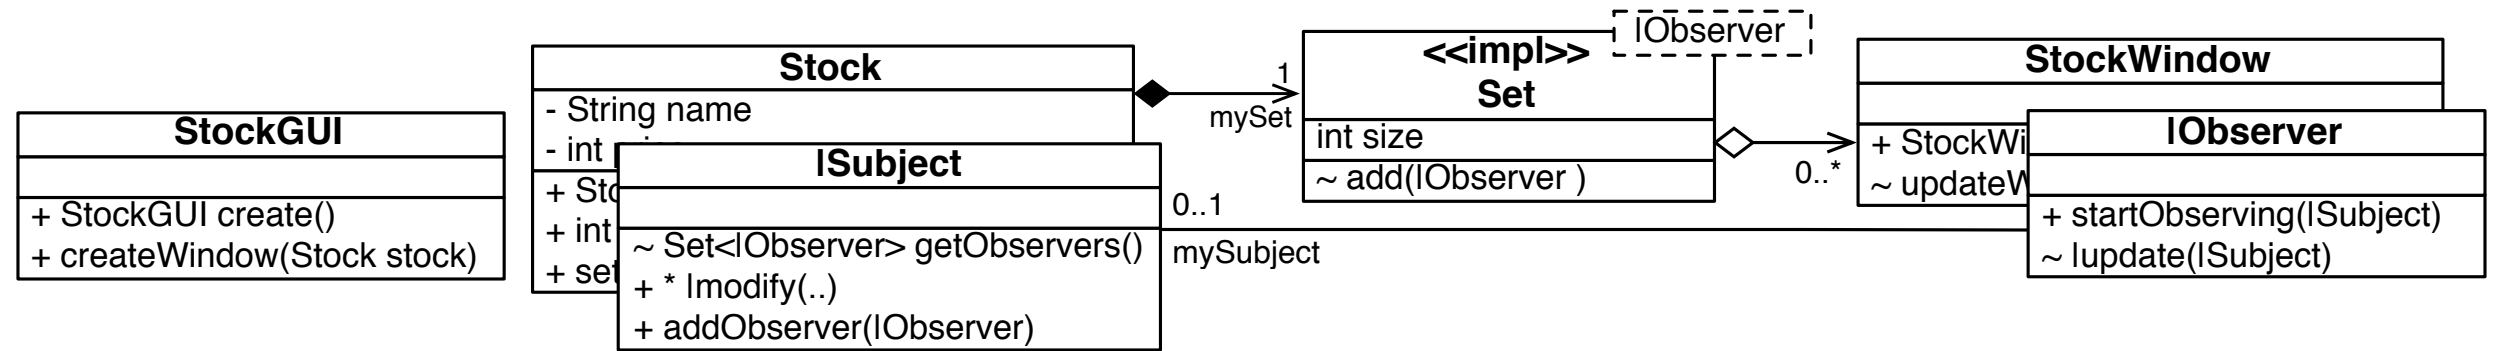 StockGUI
+ StockGUI create()
+ createWindow(Stock stock)
Stock
- String name
- int
+ Sto
+ int
+ set
ISubject
~ Set<IObserver> getObservers()
+ * Imodify(..)
+ addObserver(IObserver)
1
mySet
IObserver
<<impl>>
Set
int size
~ add(IObserver )
0..*
0..1
mySubject
StockWindow
+ StockWi
~ updateW
IObserver
+ startObserving(ISubject)
~ Iupdate(ISubject)